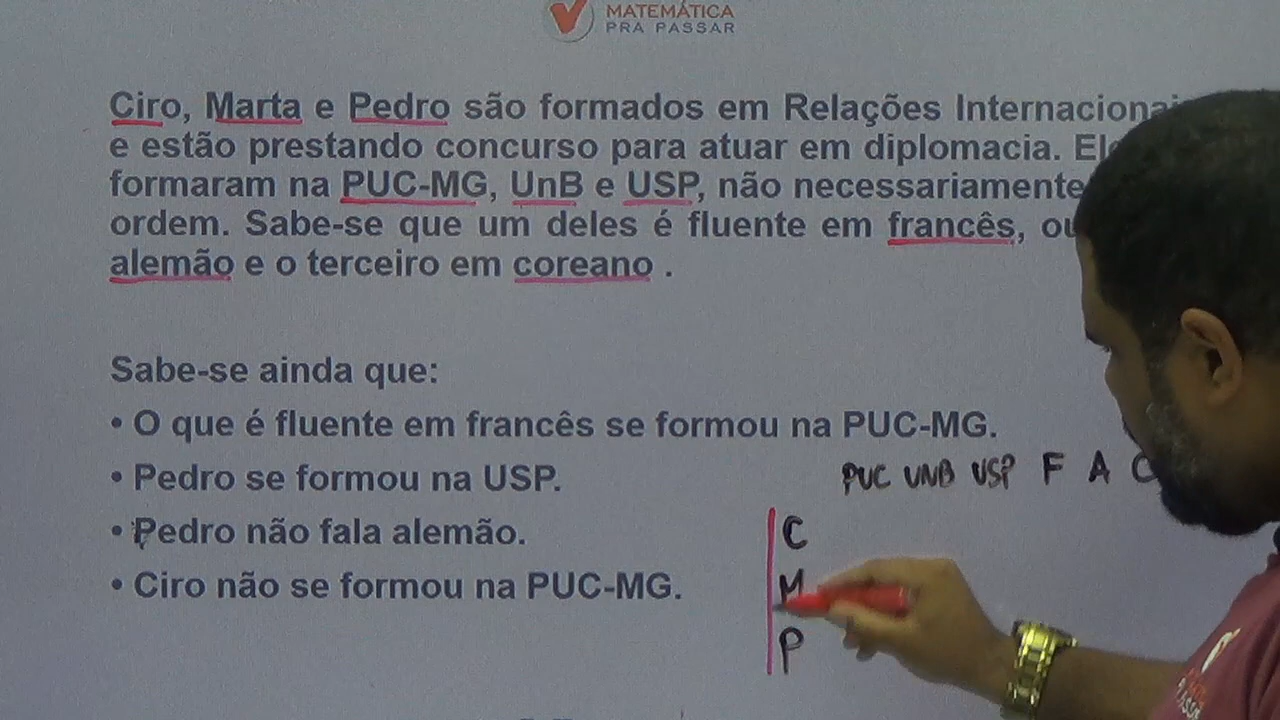 MATEMÁTICA
PRA PASSAR
Ciro, Marta e Pedro são formados em Relações
e estão prestando concurso para atuar em diplomacia.
formaram na PUC-MG, UnB e USP, não necessariamente
ordem. Sabe-se que um deles é fluente em francês,
alemão e o terceiro em coreano .
Sabe-se ainda que:
• O que é fluente em francês se formou na PUC-MG.
• Pedro se formou na USP.
• Pedro não fala alemão.
• Ciro não se formou na PUC-MG.
PUC UNB USP F A C
C
M
P